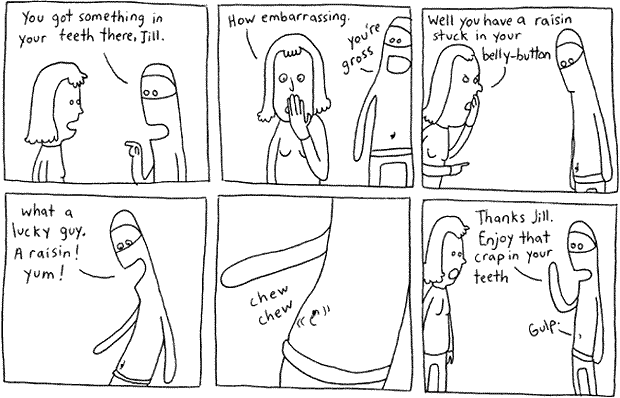 You got something in
your teeth there, Jill.
How embarrassing.
you're
gross
Well you have a raisin
stuck in your
belly-button
what a
lucky guy.
A raisin!
yum!
chew
chew
Thanks Jill.
Enjoy that
crap in your
teeth
Gulp.